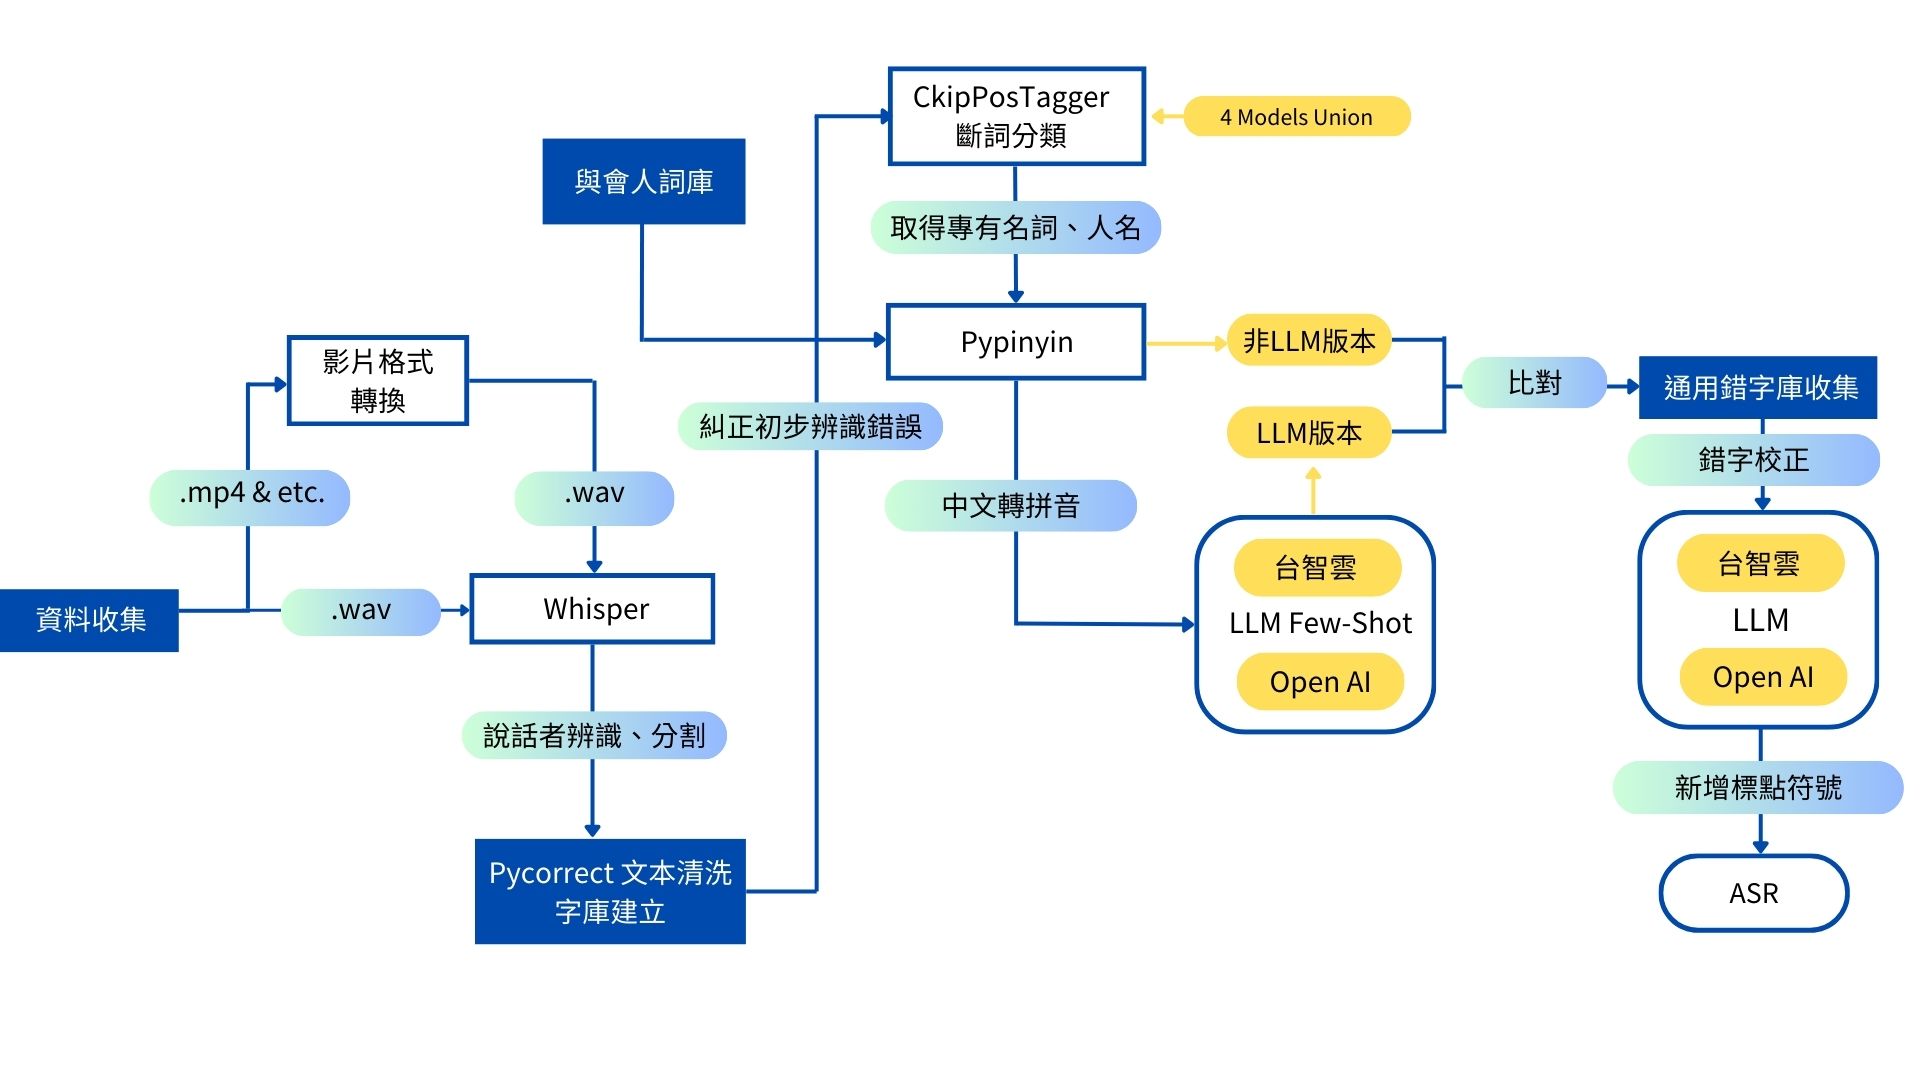 CkipPosTagger
斷詞分類
4 Models Union
與會人詞庫
取得專有名詞、人名
Pypinyin
非LLM版本
影片格式
轉換
比對
通用錯字庫收集
糾正初步辨識錯誤
LLM版本
錯字校正
.mp4 & etc.
.wav
中文轉拼音
台智雲
LLM Few-Shot
Open AI
台智雲
LLM
Open AI
資料收集
.wav
Whisper
說話者辨識、分割
新增標點符號
Pycorrect 文本清洗
字庫建立
ASR